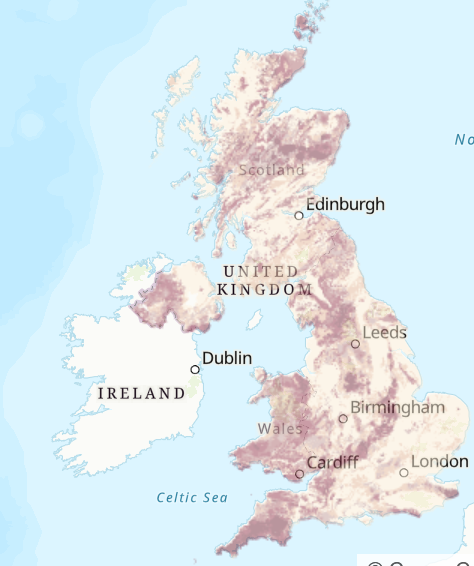 No
Scotland
Edinburgh
UNITED
KINGDOM
Leeds
Dublin
IRELAND
Birmingham
Wales
Cardiff
London
Celtic Sea